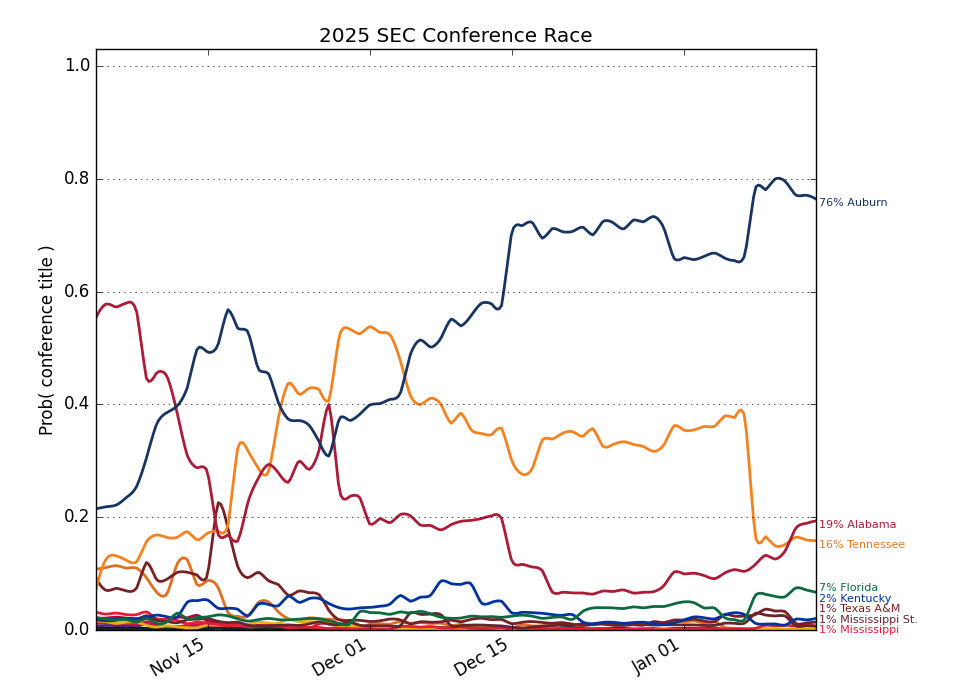 2025 SEC Conference Race
Prob( conference title )
1.0
0.8
0.6
0.4
0.2
0.0
Nov 15
Dec 01
Dec 15
Jan 01
76% Auburn
19% Alabama
16% Tennessee
7% Florida
2% Kentucky
1% Texas A&M
1% Mississippi St.
1% Mississippi